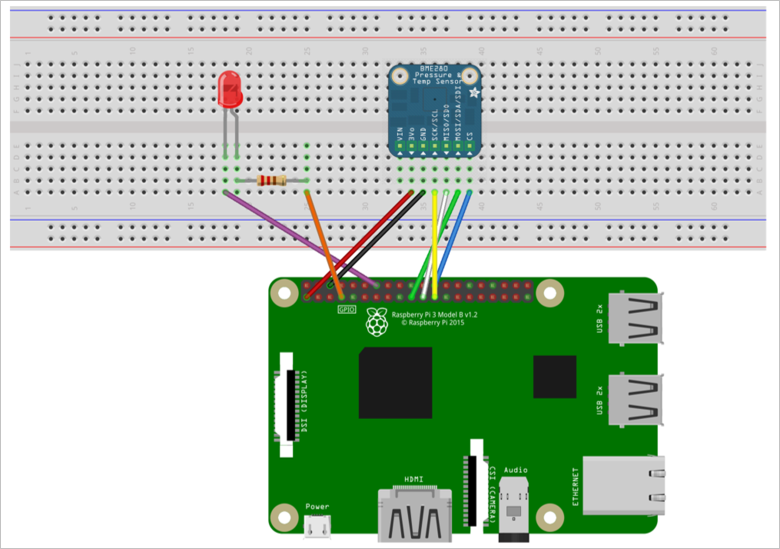 1 5 10 15 20 25 30 35 40 45 50 55 60
BME280
Pressure &
Temp Sensor
VIN
3Vo
GND
SCK/SCL
MISO/SDO
MOSI/SDA/SDI
CS
A B C D E
GPIO
Raspberry Pi 3 Model B v1.2
© Raspberry Pi 2015
USB 2x
DSI (DISPLAY)
USB 2x
HDMI
CSI (CAMERA)
Audio
ETHERNET
Power